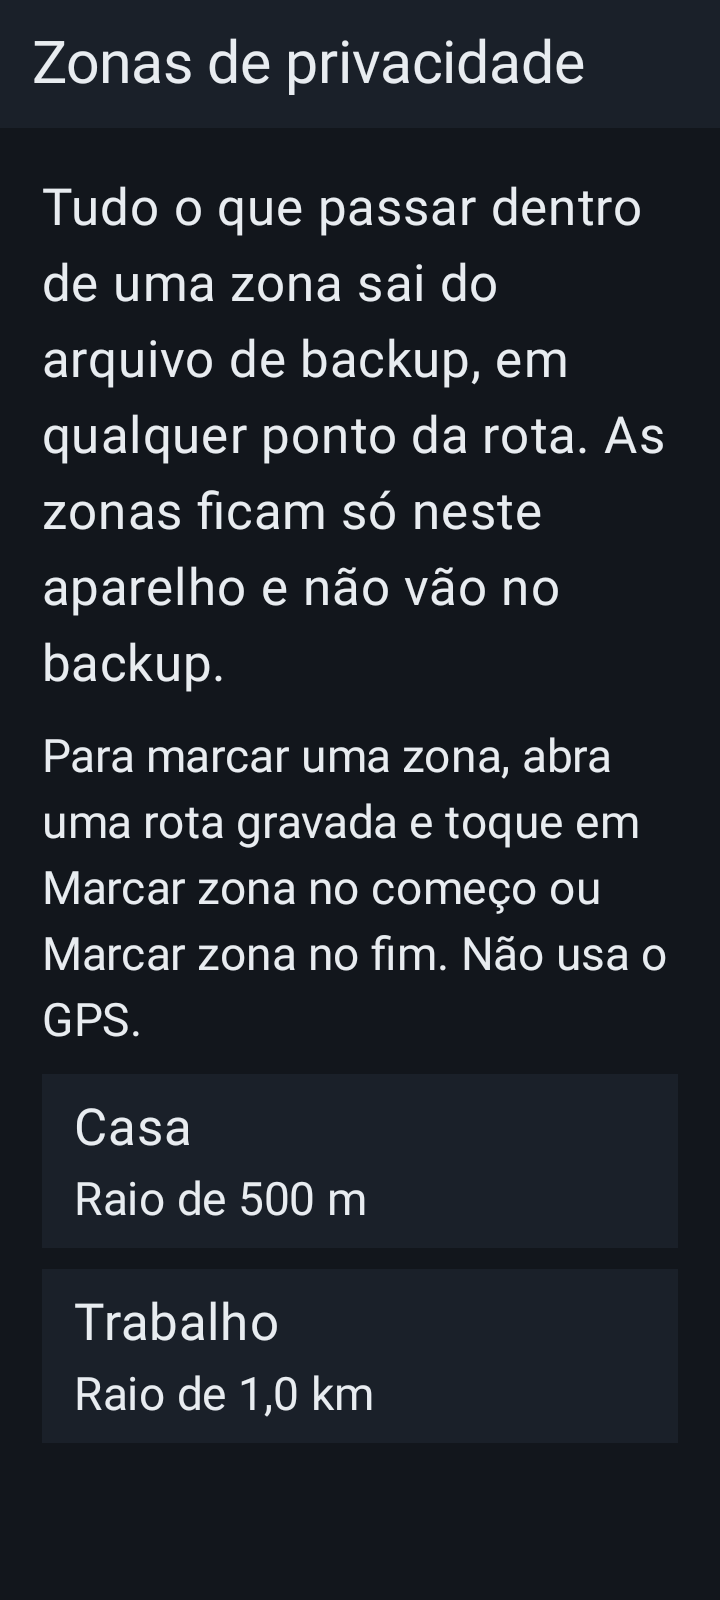 Zonas de privacidade
Tudo o que passar dentro
de uma zona sai do
arquivo de backup, em
qualquer ponto da rota. As
zonas ficam só neste
aparelho e não vão no
backup.
Para marcar uma zona, abra
uma rota gravada e toque em
Marcar zona no começo ou
Marcar zona no fim. Não usa o
GPS.
Casa
Raio de 500 m
Trabalho
Raio de 1,0 km